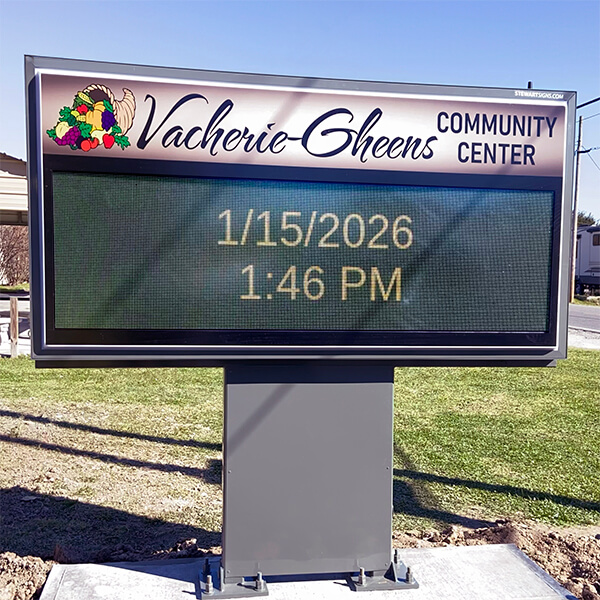 STEWARTSIGNS.COM
Vacherie-Gheens COMMUNITY CENTER
1/15/2026
1:46 PM